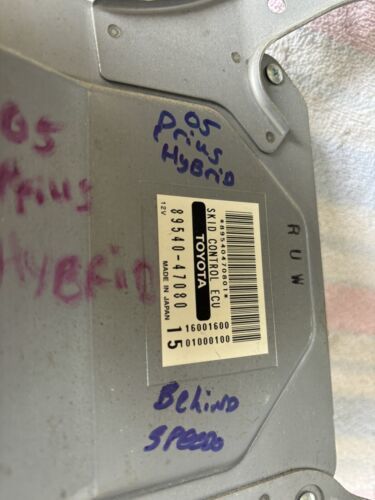 05
Prius
HyBrid
05
Prius
HYBRID
*8954047080I*
SKID CONTROL ECU
TOYOTA
MADE IN JAPAN
89540-47080
12V
16001600
01000100
15
RUW
Behind
SPEEDO